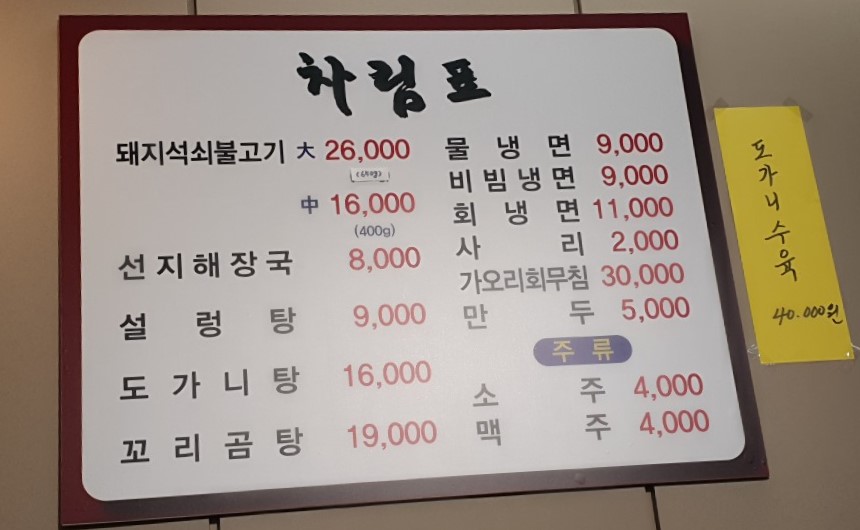 차림표
돼지석쇠불고기 大 26,000
中 16,000
(400g)
선지해장국 8,000
설렁탕 9,000
도가니탕 16,000
꼬리곰탕 19,000
물냉면 9,000
비빔냉면 9,000
회냉면 11,000
사리 2,000
가오리회무침 30,000
만두 5,000
주류
소주 4,000
맥주 4,000
도가니수육
40.000원